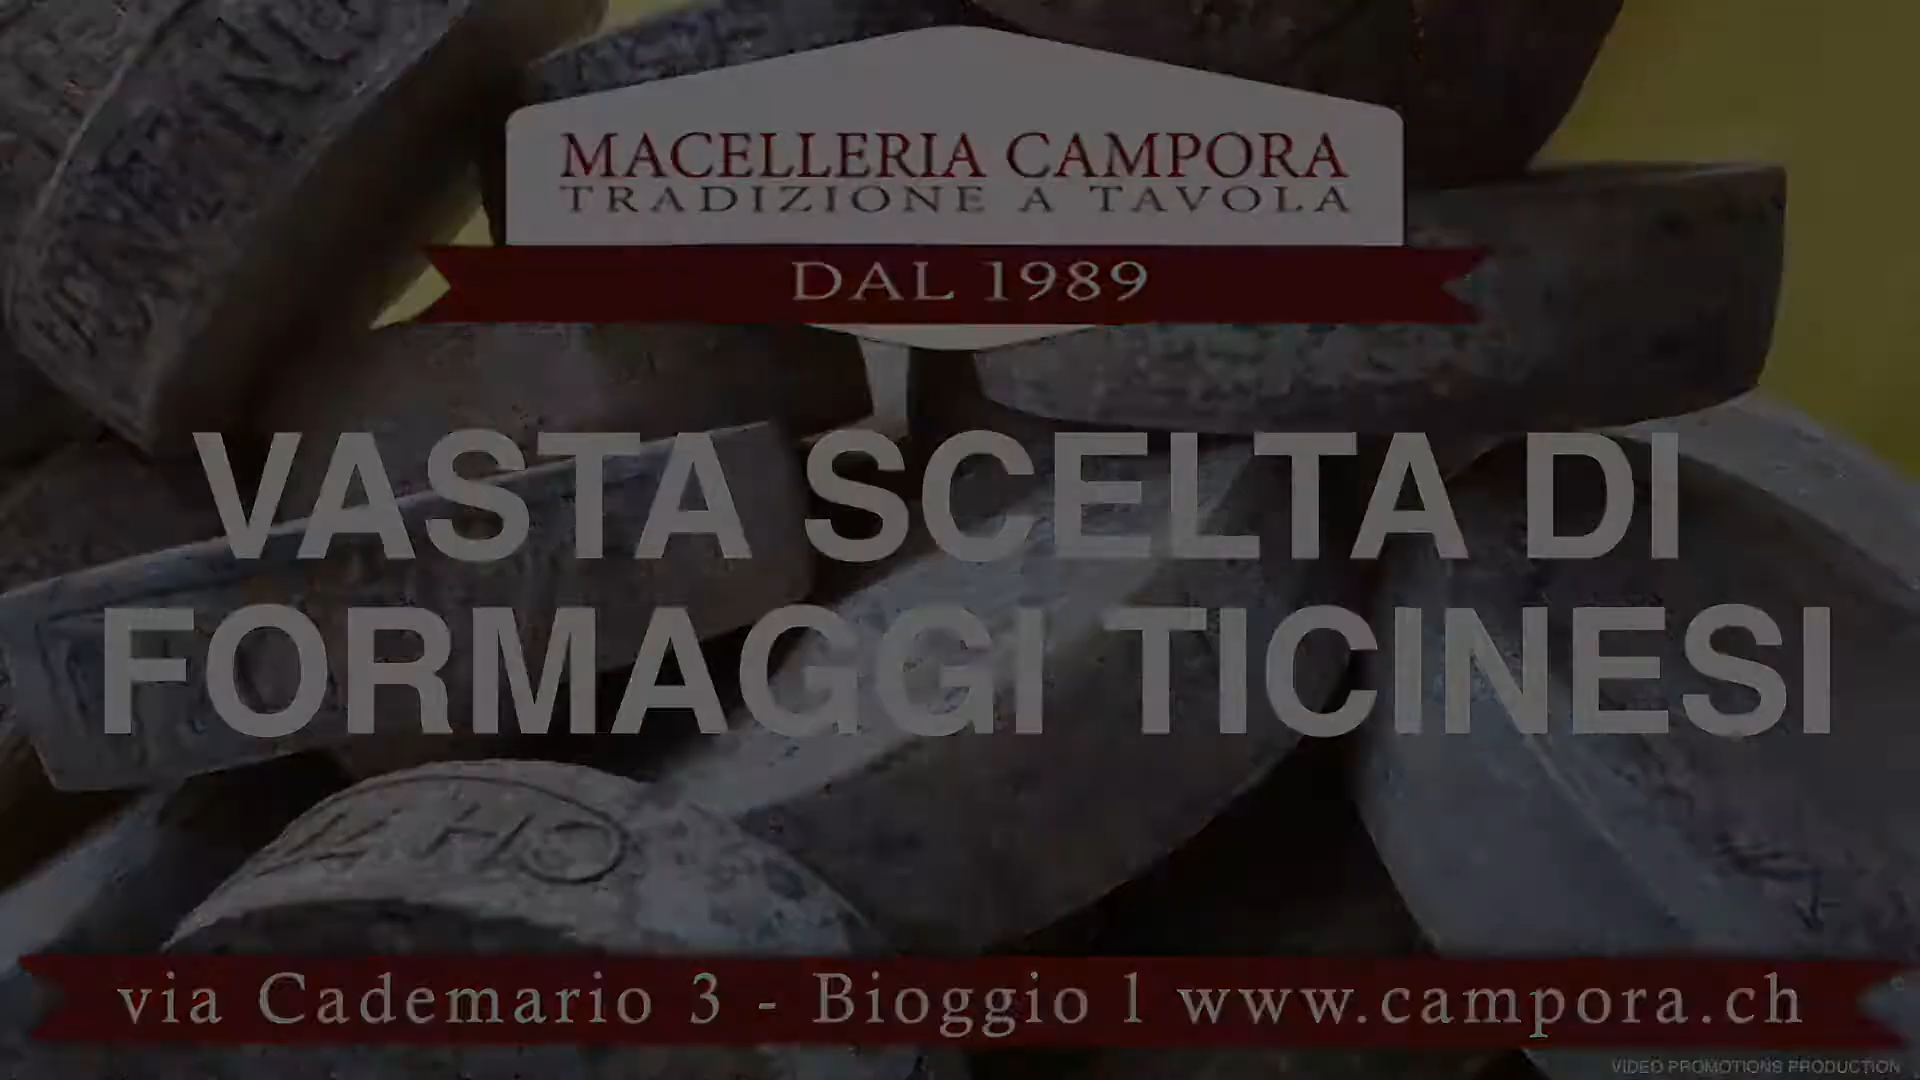 MACELLERIA CAMPORA
TRADIZIONE A TAVOLA
DAL 1989
VASTA SCELTA DI
FORMAGGI TICINESI
via Cademario 3 - Bioggio l www.campora.ch
VIDEO PROMOTIONS PRODUCTION